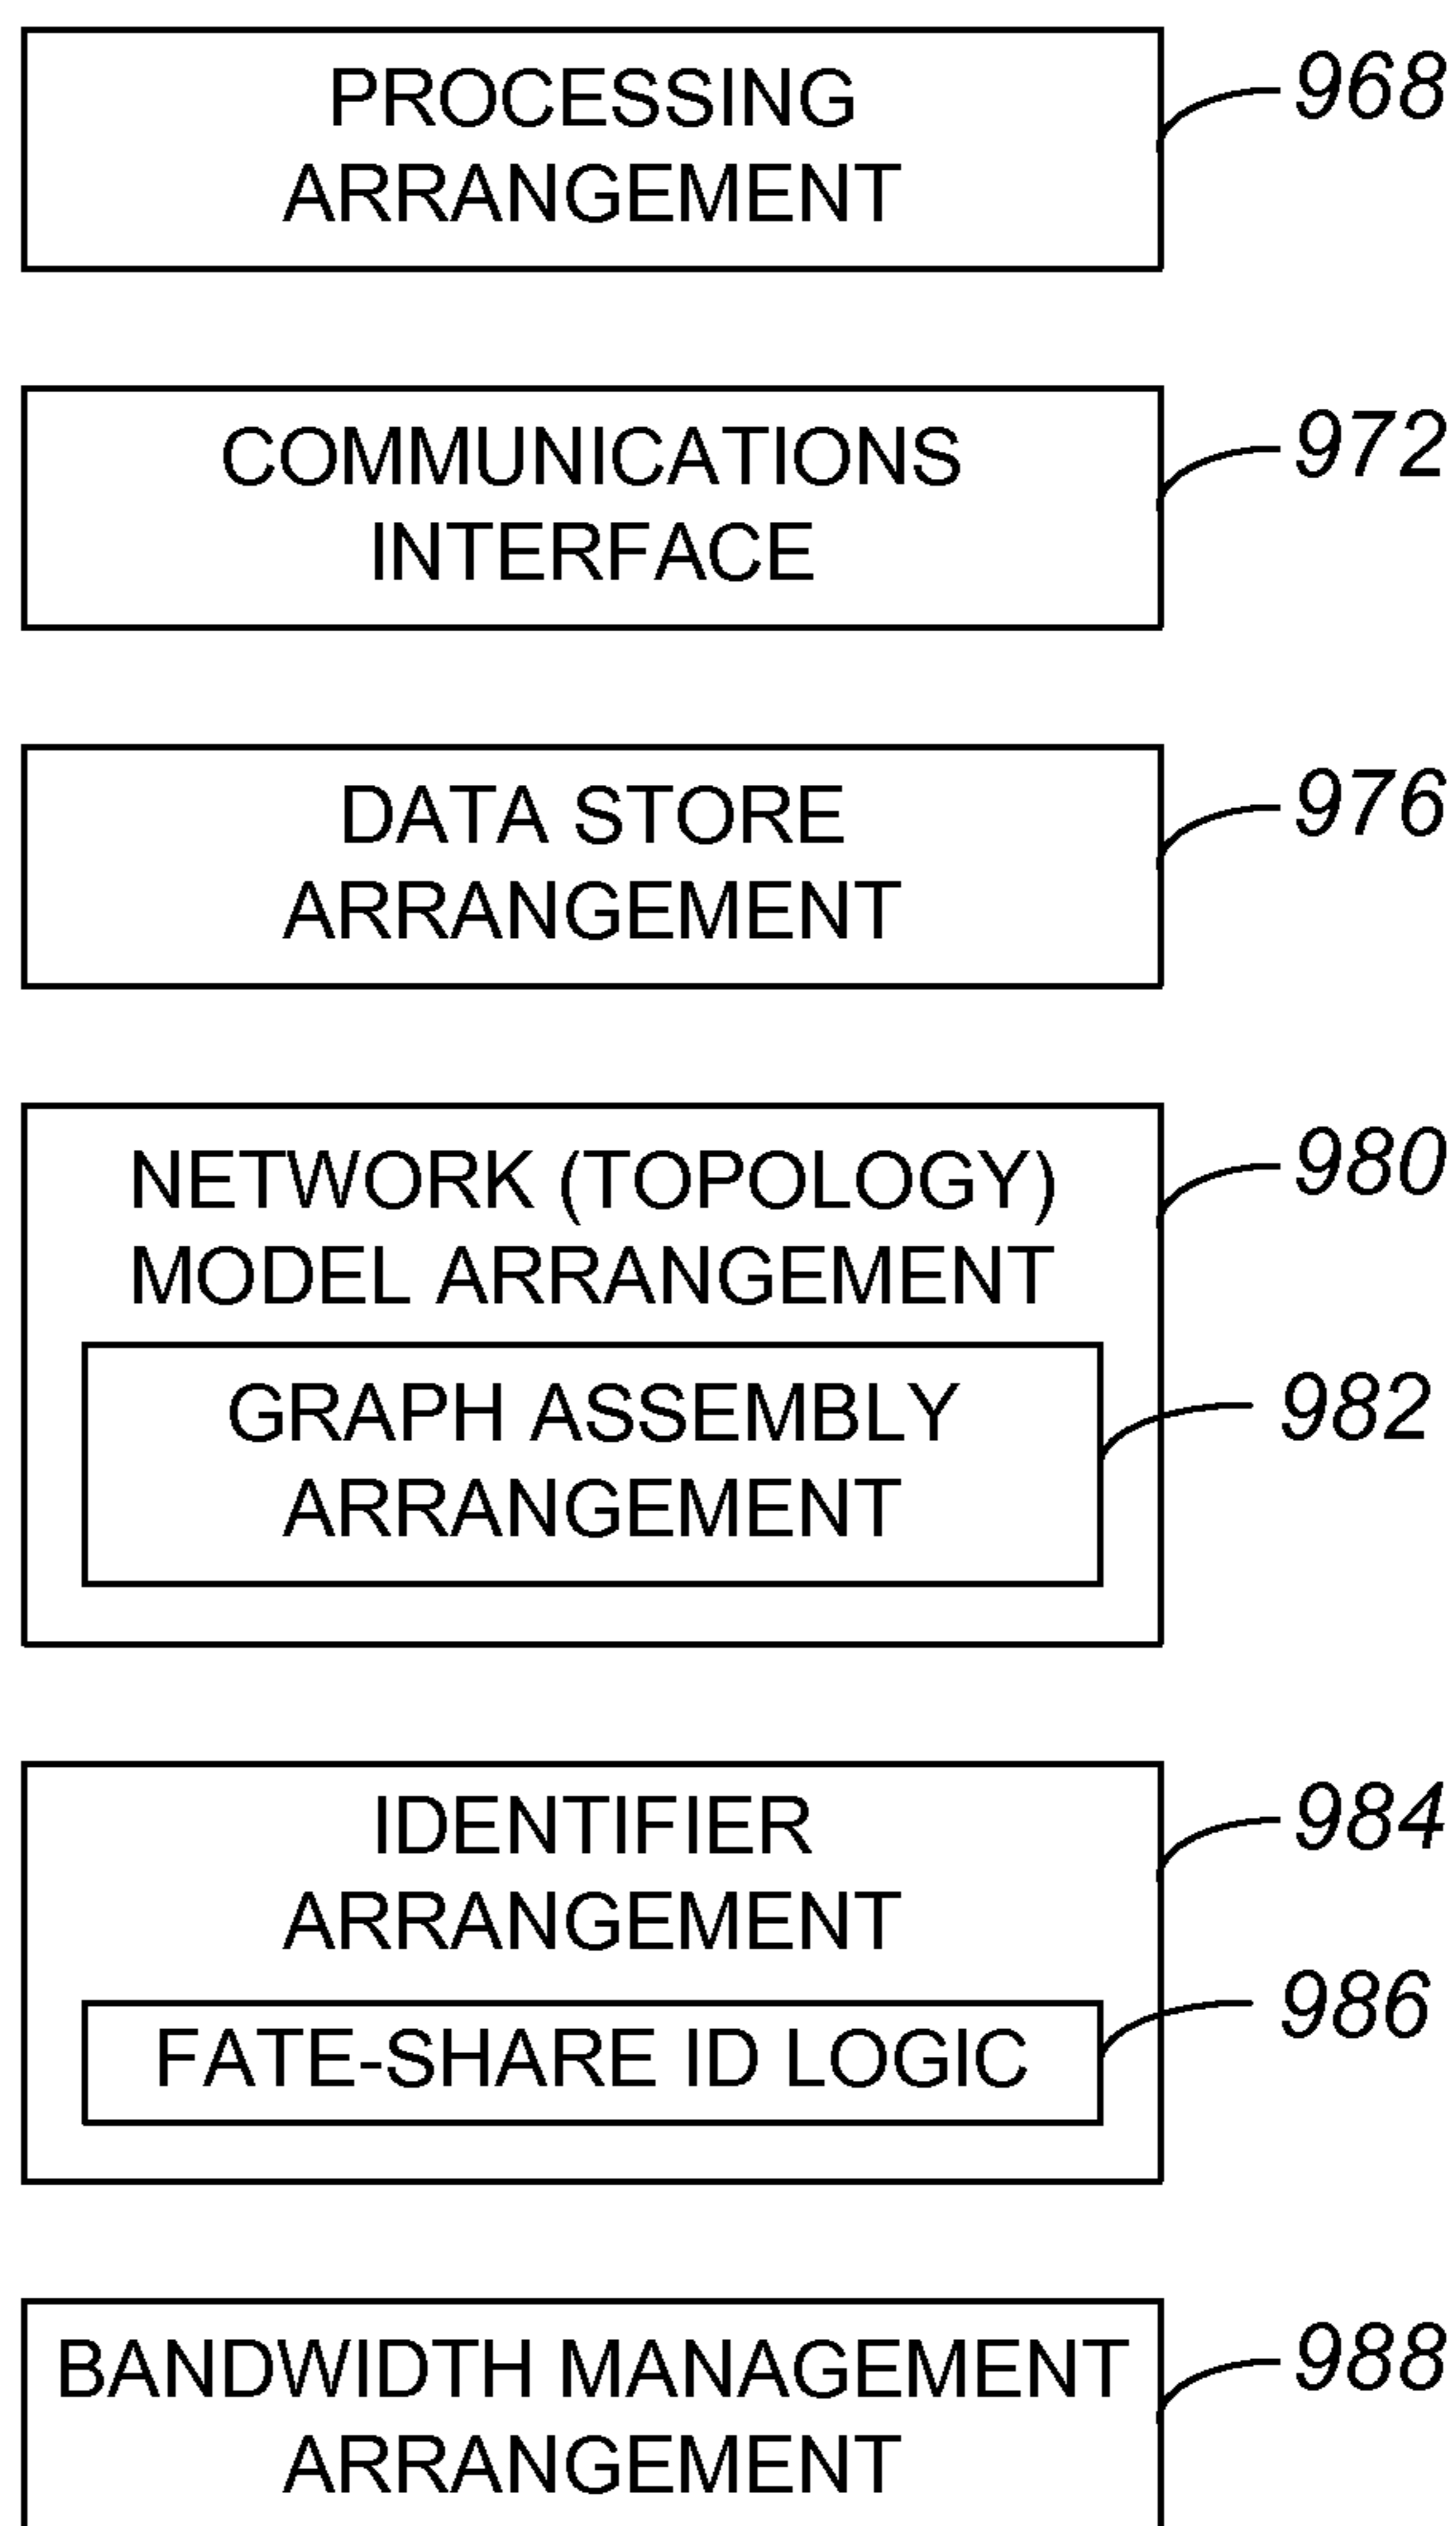 PROCESSING
ARRANGEMENT
968
COMMUNICATIONS
INTERFACE
972
DATA STORE
ARRANGEMENT
976
NETWORK (TOPOLOGY)
MODEL ARRANGEMENT
980
GRAPH ASSEMBLY
ARRANGEMENT
982
IDENTIFIER
ARRANGEMENT
984
FATE-SHARE ID LOGIC
986
BANDWIDTH MANAGEMENT
ARRANGEMENT
988